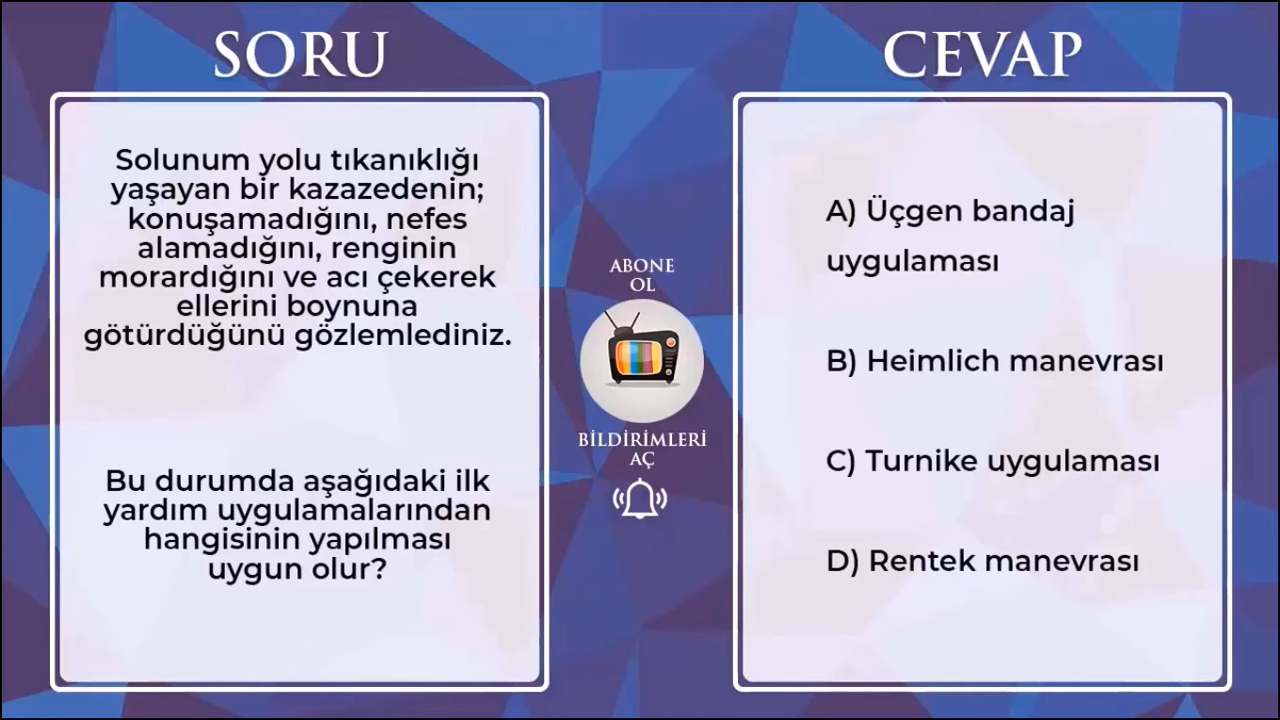 SORU
Solunum yolu tıkanıklığı
yaşayan bir kazazedenin;
konuşamadığını, nefes
alamadığını, renginin
morardığını ve acı çekerek
ellerini boynuna
götürdüğünü gözlemlediniz.
Bu durumda aşağıdaki ilk
yardım uygulamalarından
hangisinin yapılması
uygun olur?
ABONE
OL
BİLDİRİMLERİ
AÇ
CEVAP
A) Üçgen bandaj
uygulaması
B) Heimlich manevrası
C) Turnike uygulaması
D) Rentek manevrası